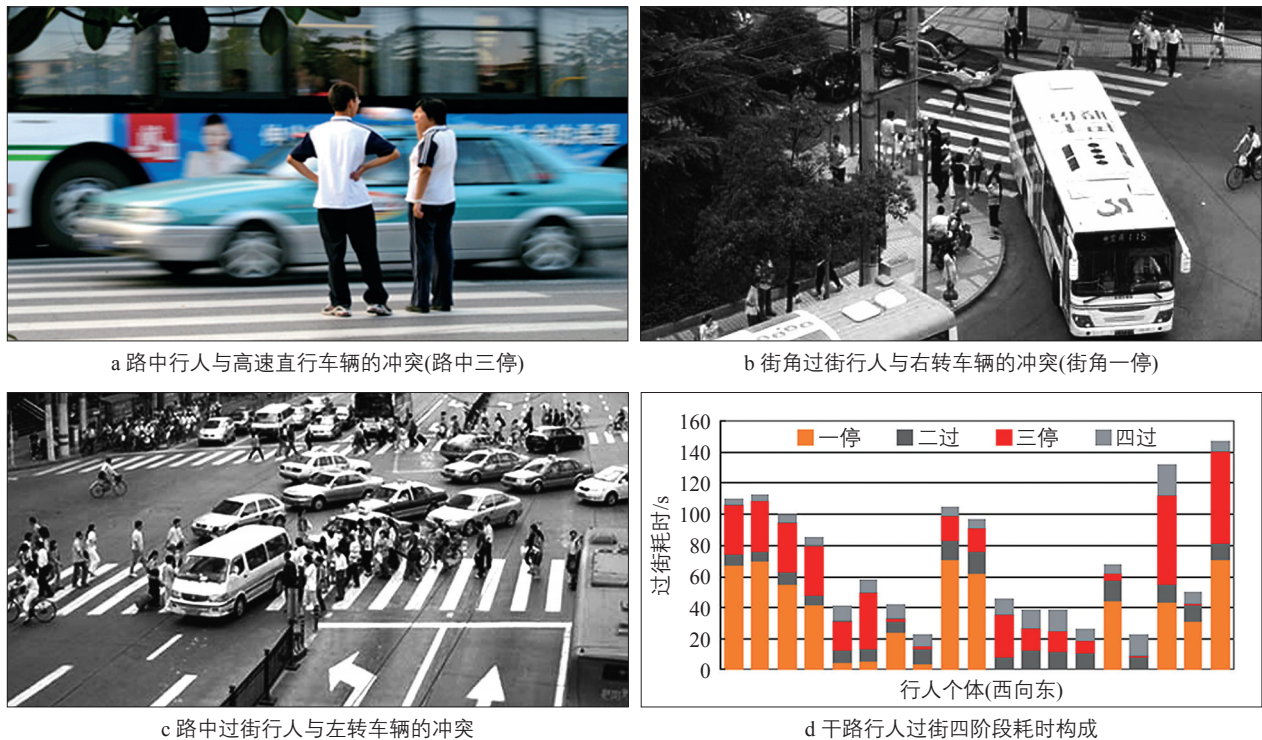 a 路中行人与高速直行车辆的冲突(路中三停)
b 街角过街行人与右转车辆的冲突(街角一停)
160
140
120
100
80
60
40
20
0
过街耗时/s
一停 二过 三停 四过
行人个体(西向东)
c 路中过街行人与左转车辆的冲突
d 干路行人过街四阶段耗时构成